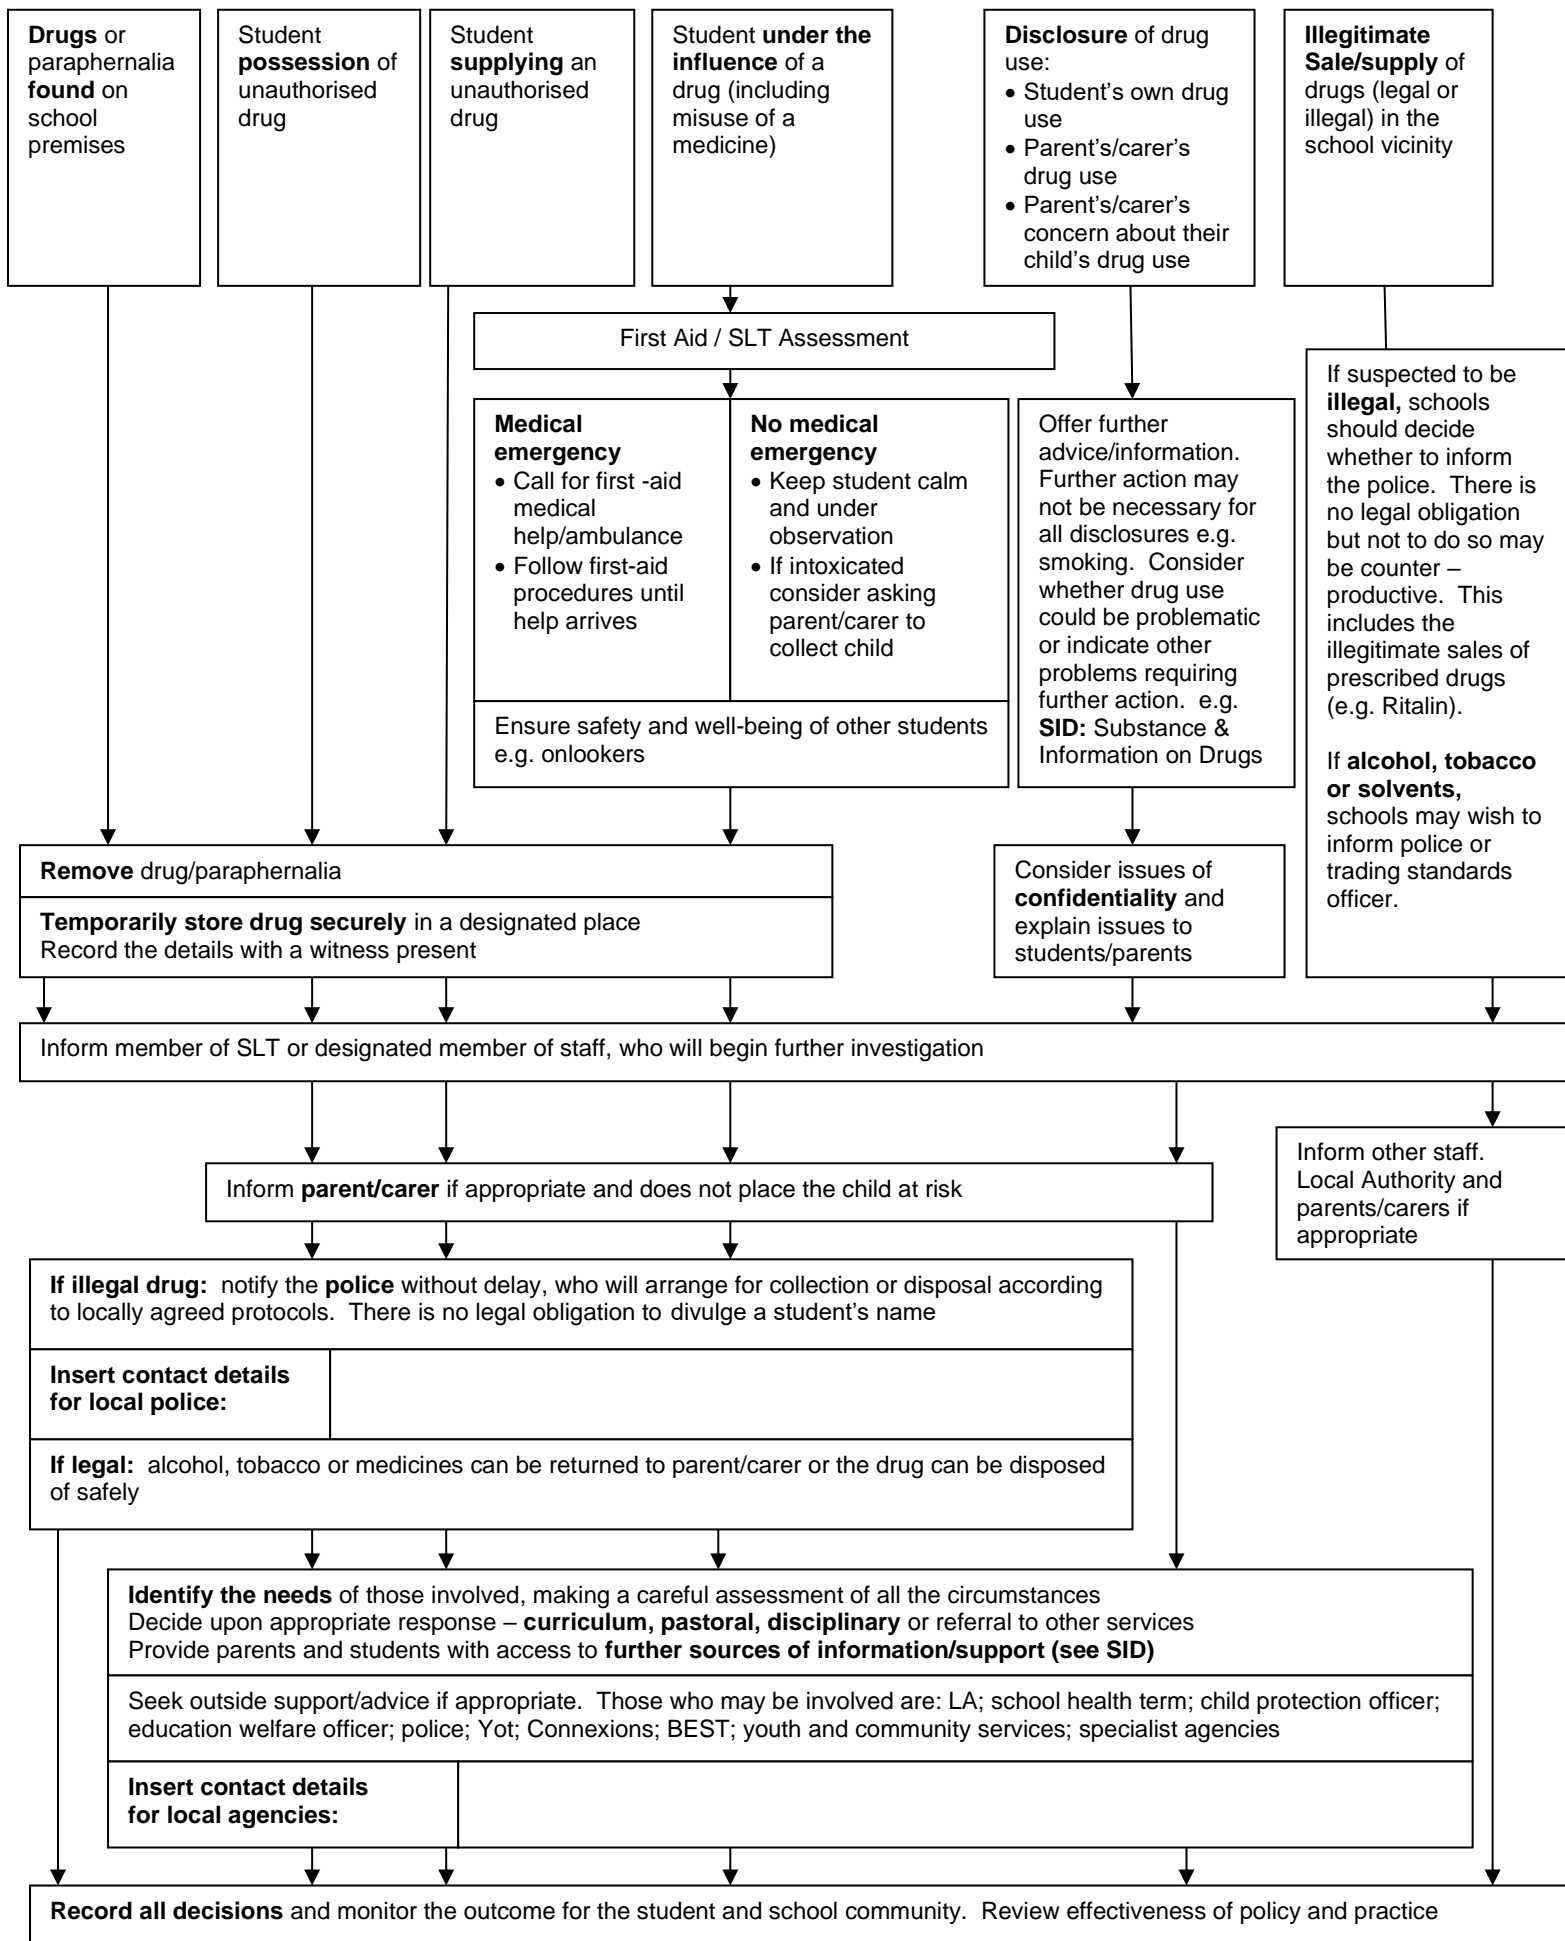 Drugs or
paraphernalia
found on
school
premises
Student
possession of
unauthorised
drug
Student
supplying an
unauthorised
drug
Student under the
influence of a
drug (including
misuse of a
medicine)
Disclosure of drug
use:
• Student's own drug
use
• Parent's/carer's
drug use
• Parent's/carer's
concern about their
child's drug use
Illegitimate
Sale/supply of
drugs (legal or
illegal) in the
school vicinity
First Aid / SLT Assessment
Medical
emergency
• Call for first -aid
medical
help/ambulance
• Follow first-aid
procedures until
help arrives
No medical
emergency
• Keep student calm
and under
observation
• If intoxicated
consider asking
parent/carer to
collect child
Ensure safety and well-being of other students
e.g. onlookers
Offer further
advice/information.
Further action may
not be necessary for
all disclosures e.g.
smoking.  Consider
whether drug use
could be problematic
or indicate other
problems requiring
further action.  e.g.
SID: Substance &
Information on Drugs
If suspected to be
illegal, schools
should decide
whether to inform
the police.  There is
no legal obligation
but not to do so may
be counter –
productive.  This
includes the
illegitimate sales of
prescribed drugs
(e.g. Ritalin).
If alcohol, tobacco
or solvents,
schools may wish to
inform police or
trading standards
officer.
Remove drug/paraphernalia
Temporarily store drug securely in a designated place
Record the details with a witness present
Consider issues of
confidentiality and
explain issues to
students/parents
Inform member of SLT or designated member of staff, who will begin further investigation
Inform parent/carer if appropriate and does not place the child at risk
Inform other staff.
Local Authority and
parents/carers if
appropriate
If illegal drug:  notify the police without delay, who will arrange for collection or disposal according
to locally agreed protocols.  There is no legal obligation to divulge a student's name
Insert contact details
for local police:
If legal:  alcohol, tobacco or medicines can be returned to parent/carer or the drug can be disposed
of safely
Identify the needs of those involved, making a careful assessment of all the circumstances
Decide upon appropriate response – curriculum, pastoral, disciplinary or referral to other services
Provide parents and students with access to further sources of information/support (see SID)
Seek outside support/advice if appropriate.  Those who may be involved are: LA; school health term; child protection officer;
education welfare officer; police; Yot; Connexions; BEST; youth and community services; specialist agencies
Insert contact details
for local agencies:
Record all decisions and monitor the outcome for the student and school community.  Review effectiveness of policy and practice